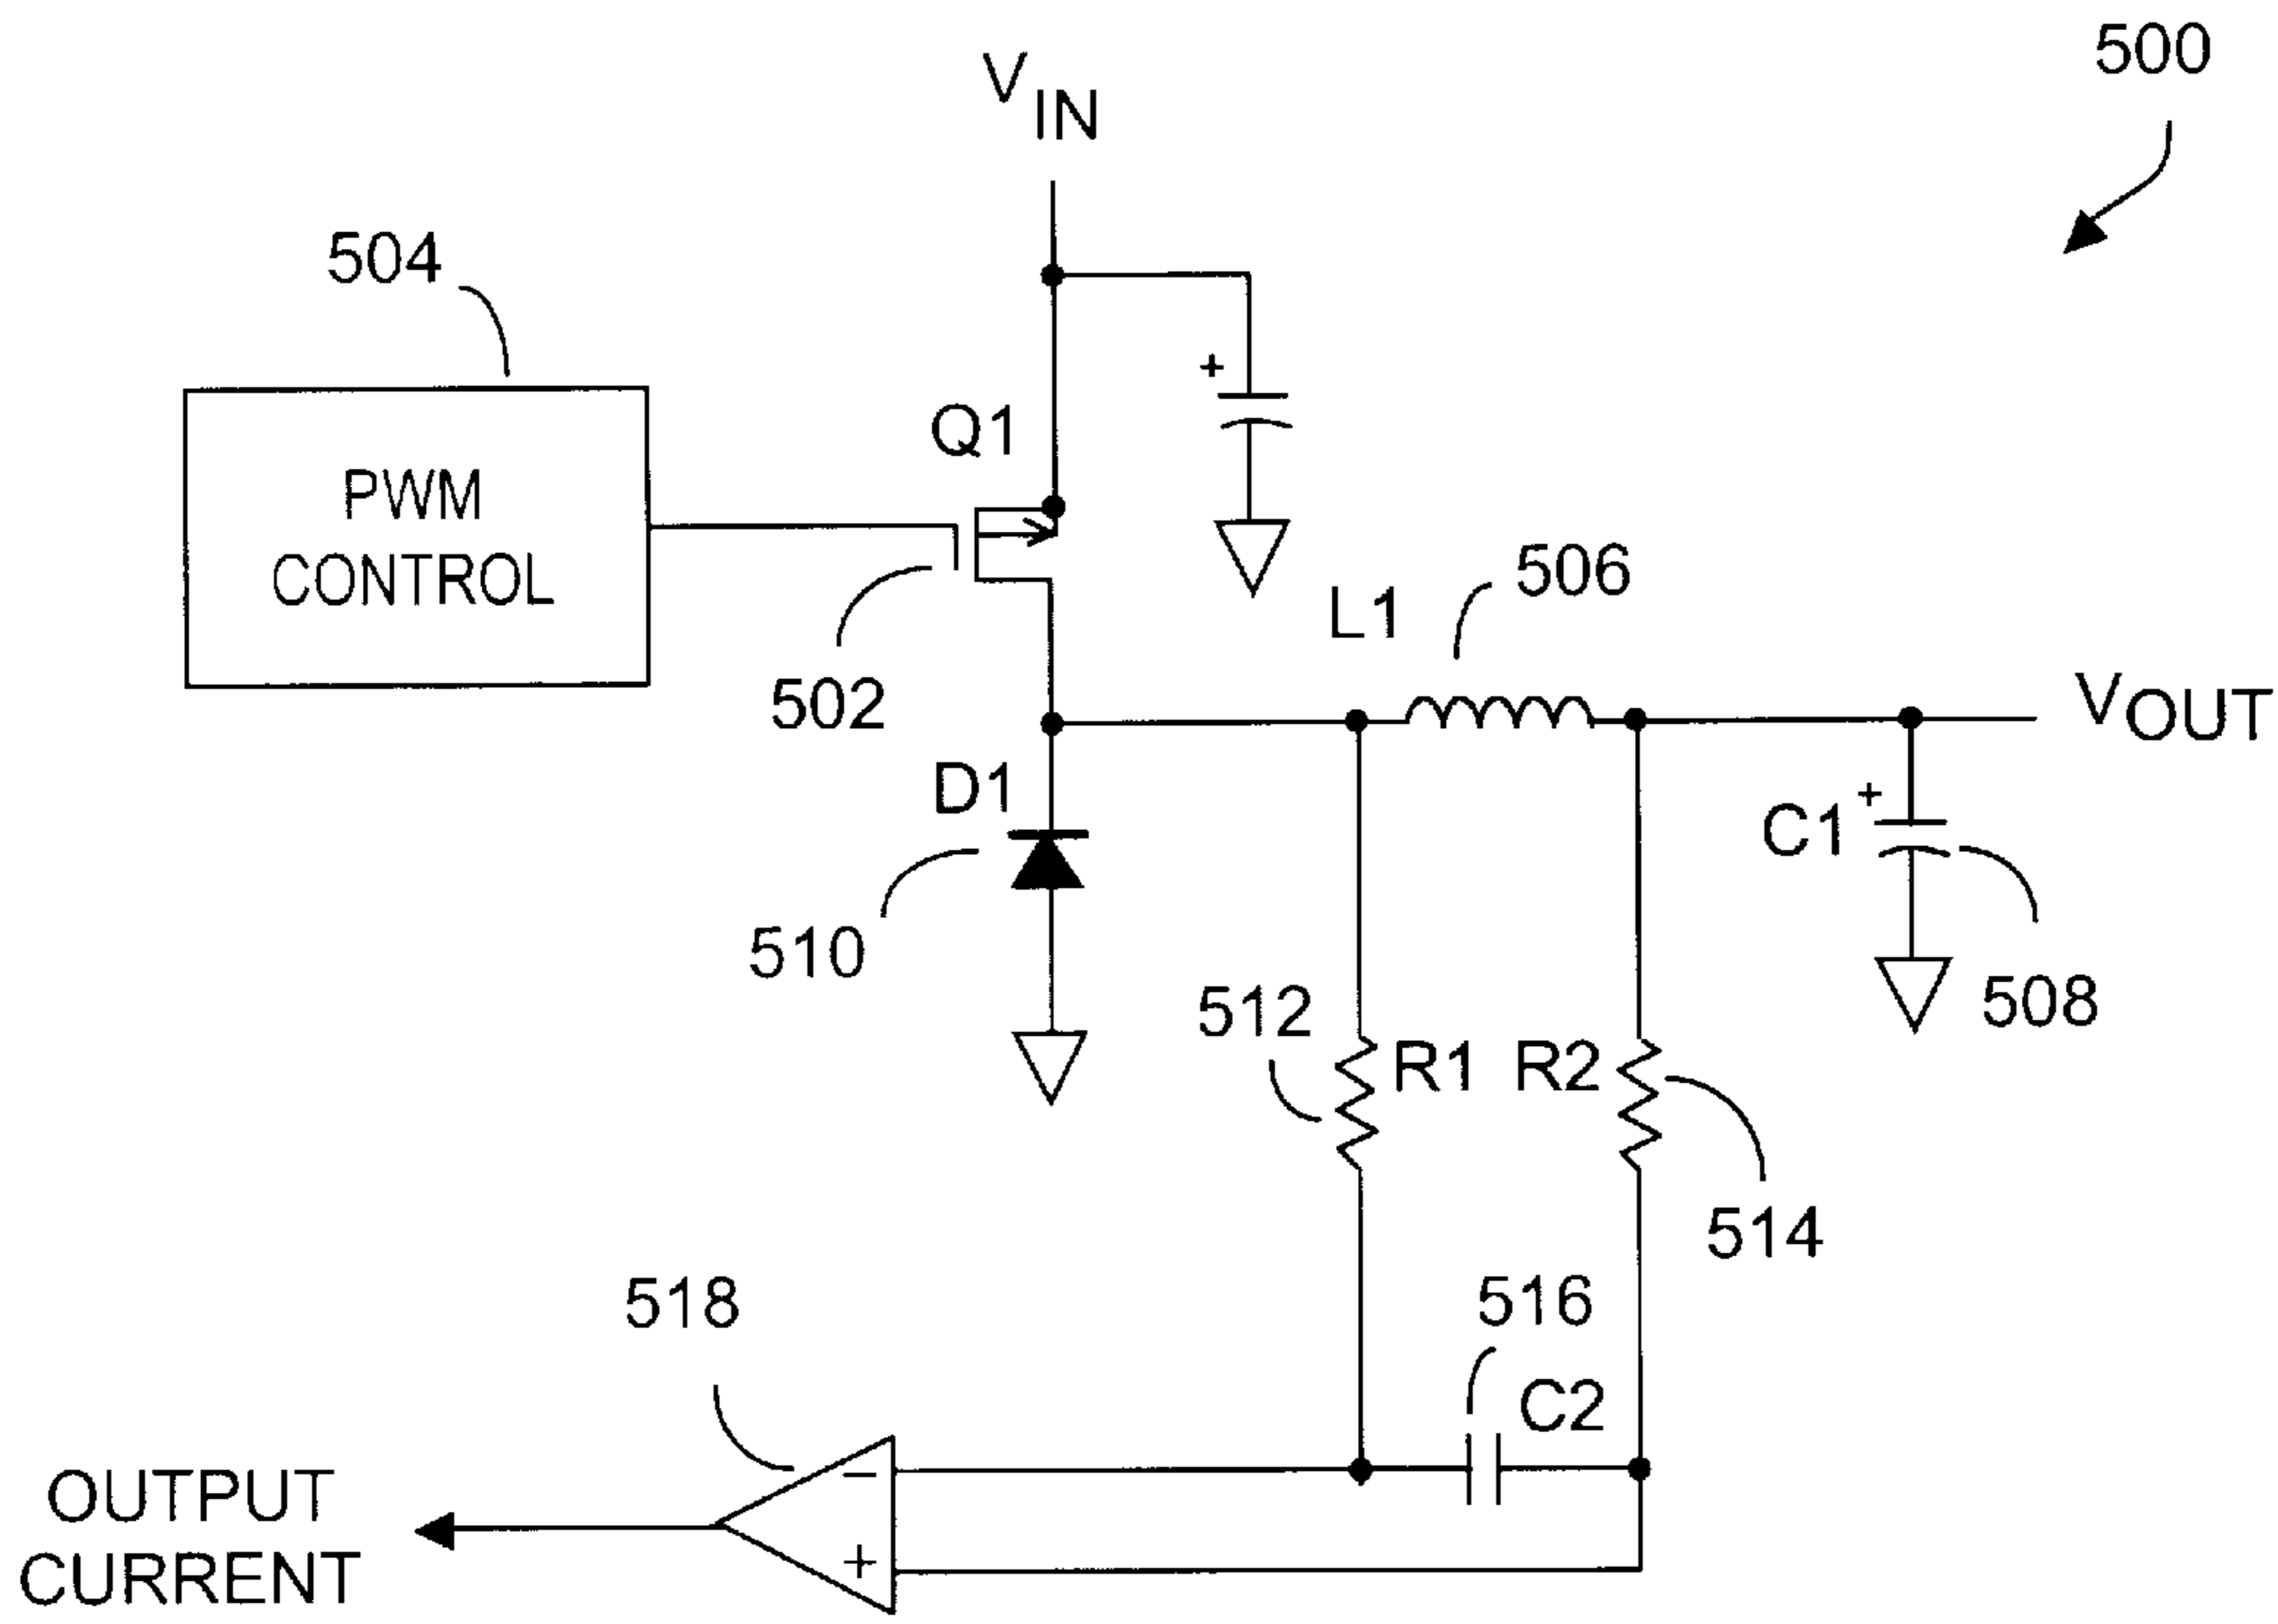 500
V IN
504
Q1
PWM
CONTROL
+
506
L1
502
V OUT
D1
+
C1
510
508
512
R1
R2
514
518
516
C2
−
OUTPUT
CURRENT
+